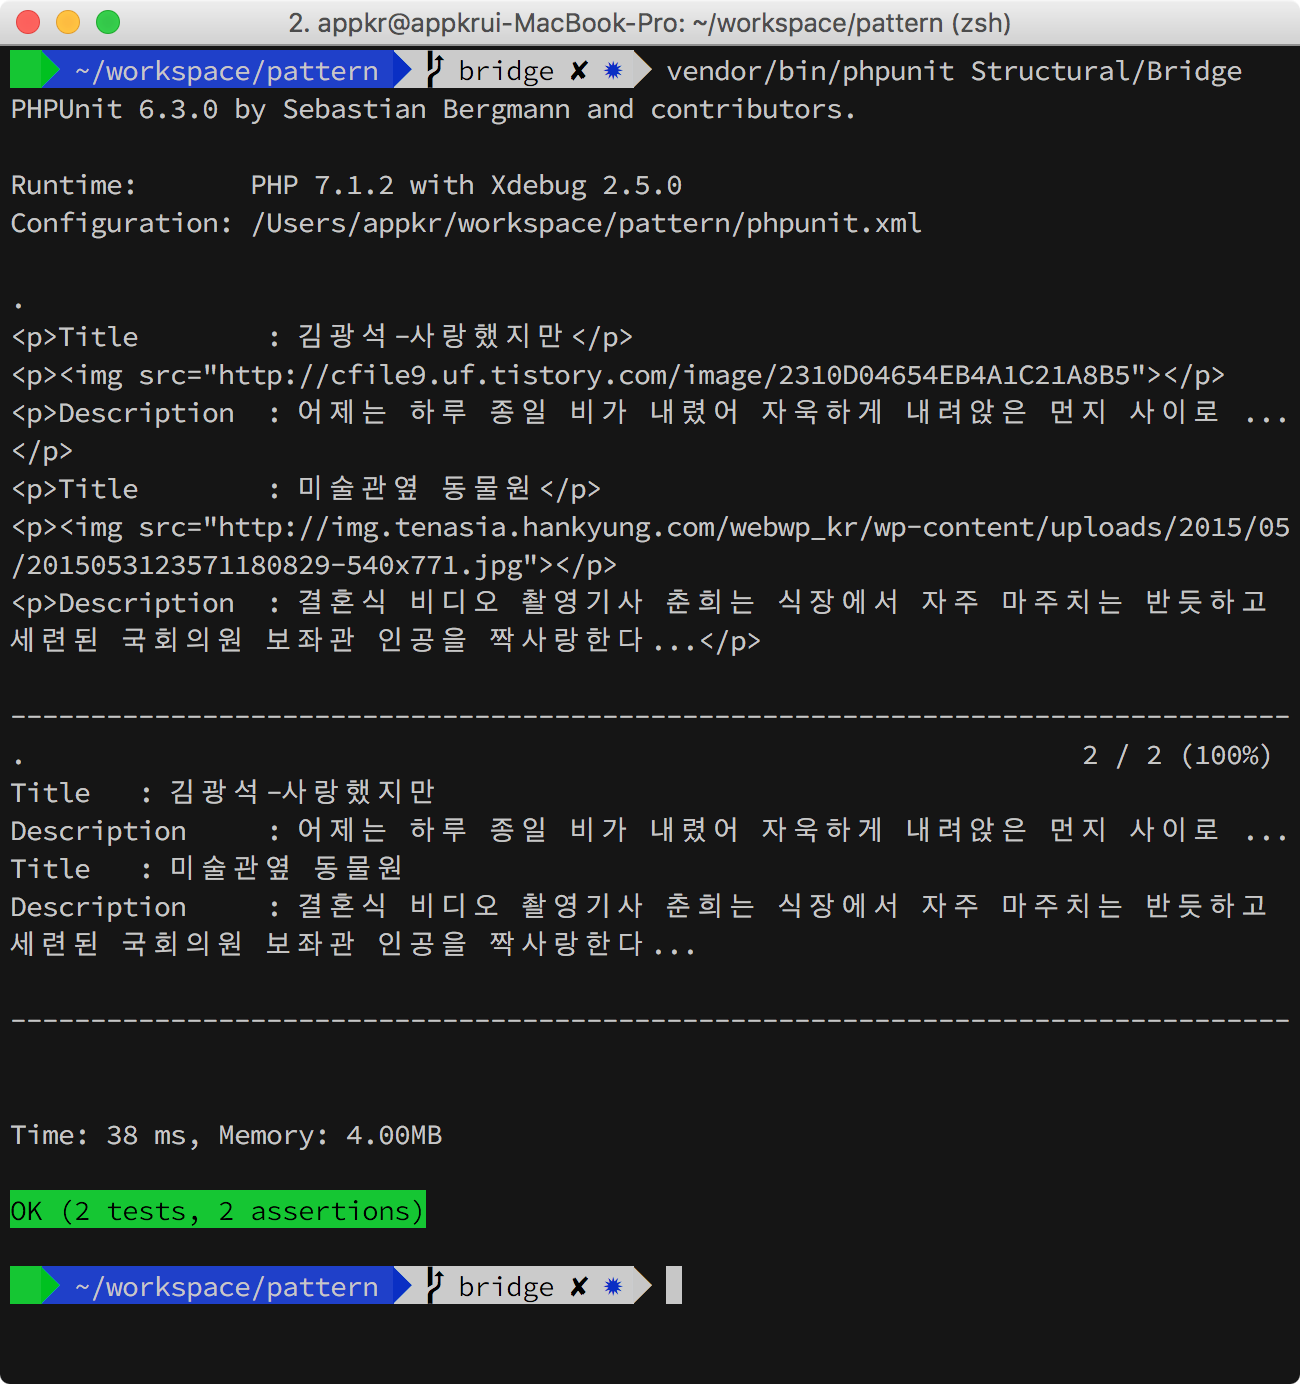 2. appkr@appkrui-MacBook-Pro: ~/workspace/pattern (zsh)
~/workspace/pattern bridge ✘ ✹ vendor/bin/phpunit Structural/Bridge
PHPUnit 6.3.0 by Sebastian Bergmann and contributors.
Runtime: PHP 7.1.2 with Xdebug 2.5.0
Configuration: /Users/appkr/workspace/pattern/phpunit.xml
.
<p>Title : 김광석-사랑했지만</p>
<p><img src="http://cfile9.uf.tistory.com/image/2310D04654EB4A1C21A8B5"></p>
<p>Description : 어제는 하루 종일 비가 내렸어 자욱하게 내려앉은 먼지 사이로 ...
</p>
<p>Title : 미술관옆 동물원</p>
<p><img src="http://img.tenasia.hankyung.com/webwp_kr/wp-content/uploads/2015/05
/2015053123571180829-540x771.jpg"></p>
<p>Description : 결혼식 비디오 촬영기사 춘희는 식장에서 자주 마주치는 반듯하고
세련된 국회의원 보좌관 인공을 짝사랑한다...</p>
--------------------------------------------------------------------------------
. 2 / 2 (100%)
Title : 김광석-사랑했지만
Description : 어제는 하루 종일 비가 내렸어 자욱하게 내려앉은 먼지 사이로 ...
Title : 미술관옆 동물원
Description : 결혼식 비디오 촬영기사 춘희는 식장에서 자주 마주치는 반듯하고
세련된 국회의원 보좌관 인공을 짝사랑한다...
--------------------------------------------------------------------------------
Time: 38 ms, Memory: 4.00MB
OK (2 tests, 2 assertions)
~/workspace/pattern bridge ✘ ✹